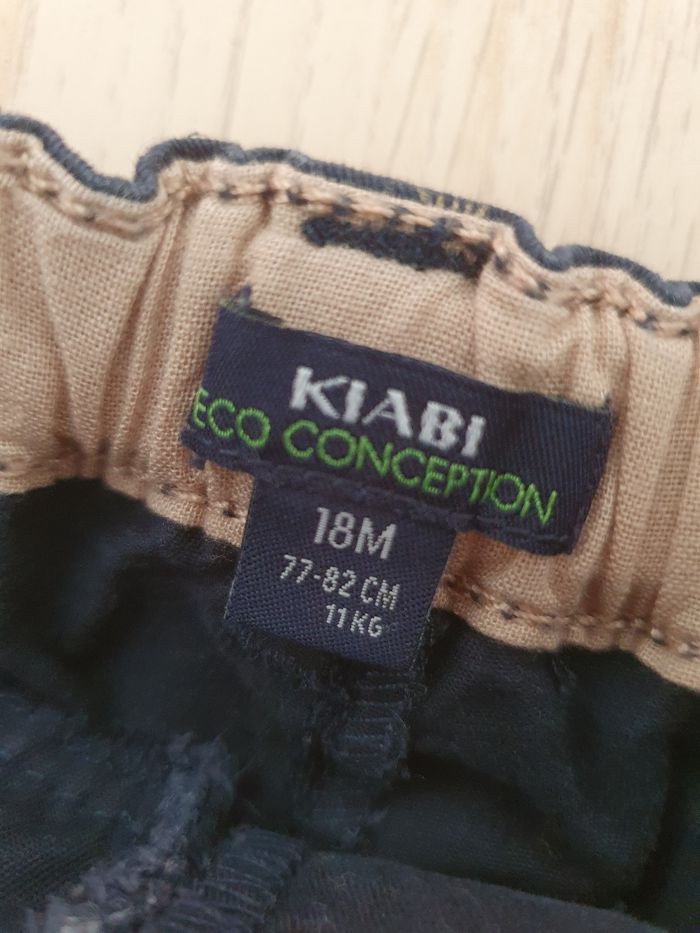 KIABI
ECO CONCEPTION
18M
77-82 CM
11 KG